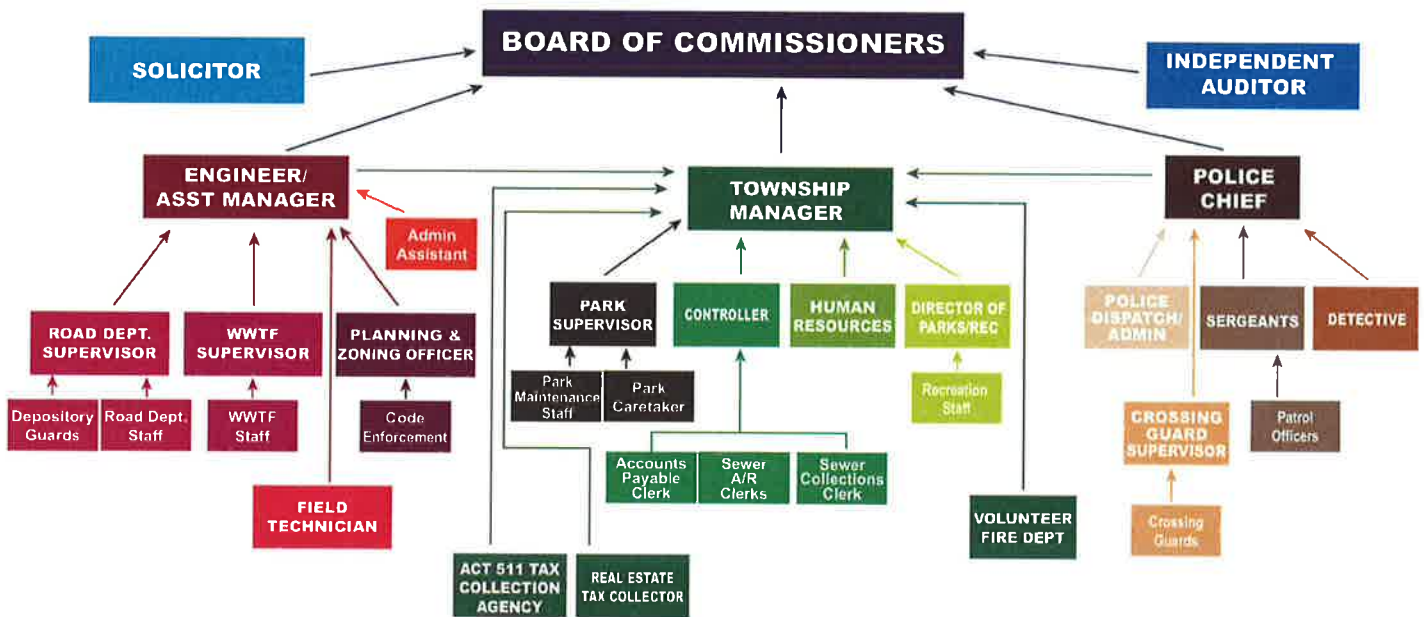 BOARD OF COMMISSIONERS
SOLICITOR
INDEPENDENT
AUDITOR
ENGINEER/
ASST MANAGER
TOWNSHIP
MANAGER
POLICE
CHIEF
Admin
Assistant
ROAD DEPT.
SUPERVISOR
WWTF
SUPERVISOR
PLANNING &
ZONING OFFICER
PARK
SUPERVISOR
CONTROLLER
HUMAN
RESOURCES
DIRECTOR OF
PARKS/REC
POLICE
DISPATCH/
ADMIN
SERGEANTS
DETECTIVE
Depository
Guards
Road Dept.
Staff
WWTF
Staff
Code
Enforcement
Park
Maintenance
Staff
Park
Caretaker
Recreation
Staff
CROSSING
GUARD
SUPERVISOR
Patrol
Officers
Accounts
Payable
Clerk
Sewer
A/R
Clerks
Sewer
Collections
Clerk
FIELD
TECHNICIAN
VOLUNTEER
FIRE DEPT
Crossing
Guards
ACT 511 TAX
COLLECTION
AGENCY
REAL ESTATE
TAX COLLECTOR